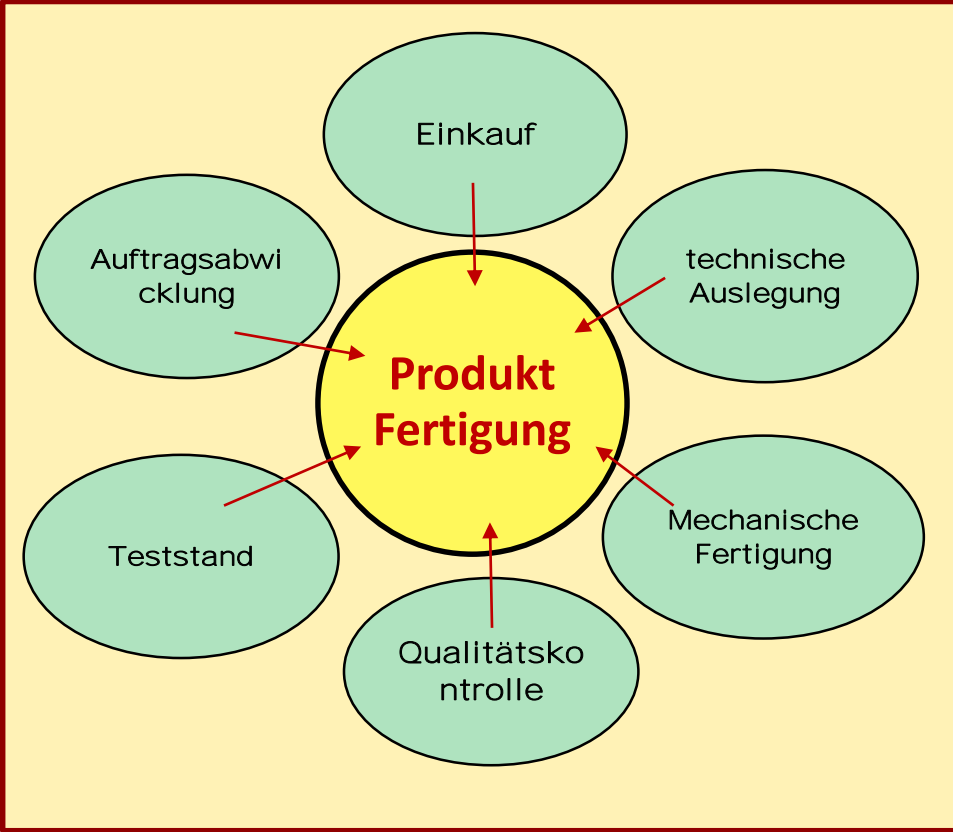 Einkauf
Auftragsabwi
cklung
technische
Auslegung
Produkt
Fertigung
Teststand
Mechanische
Fertigung
Qualitätsko
ntrolle